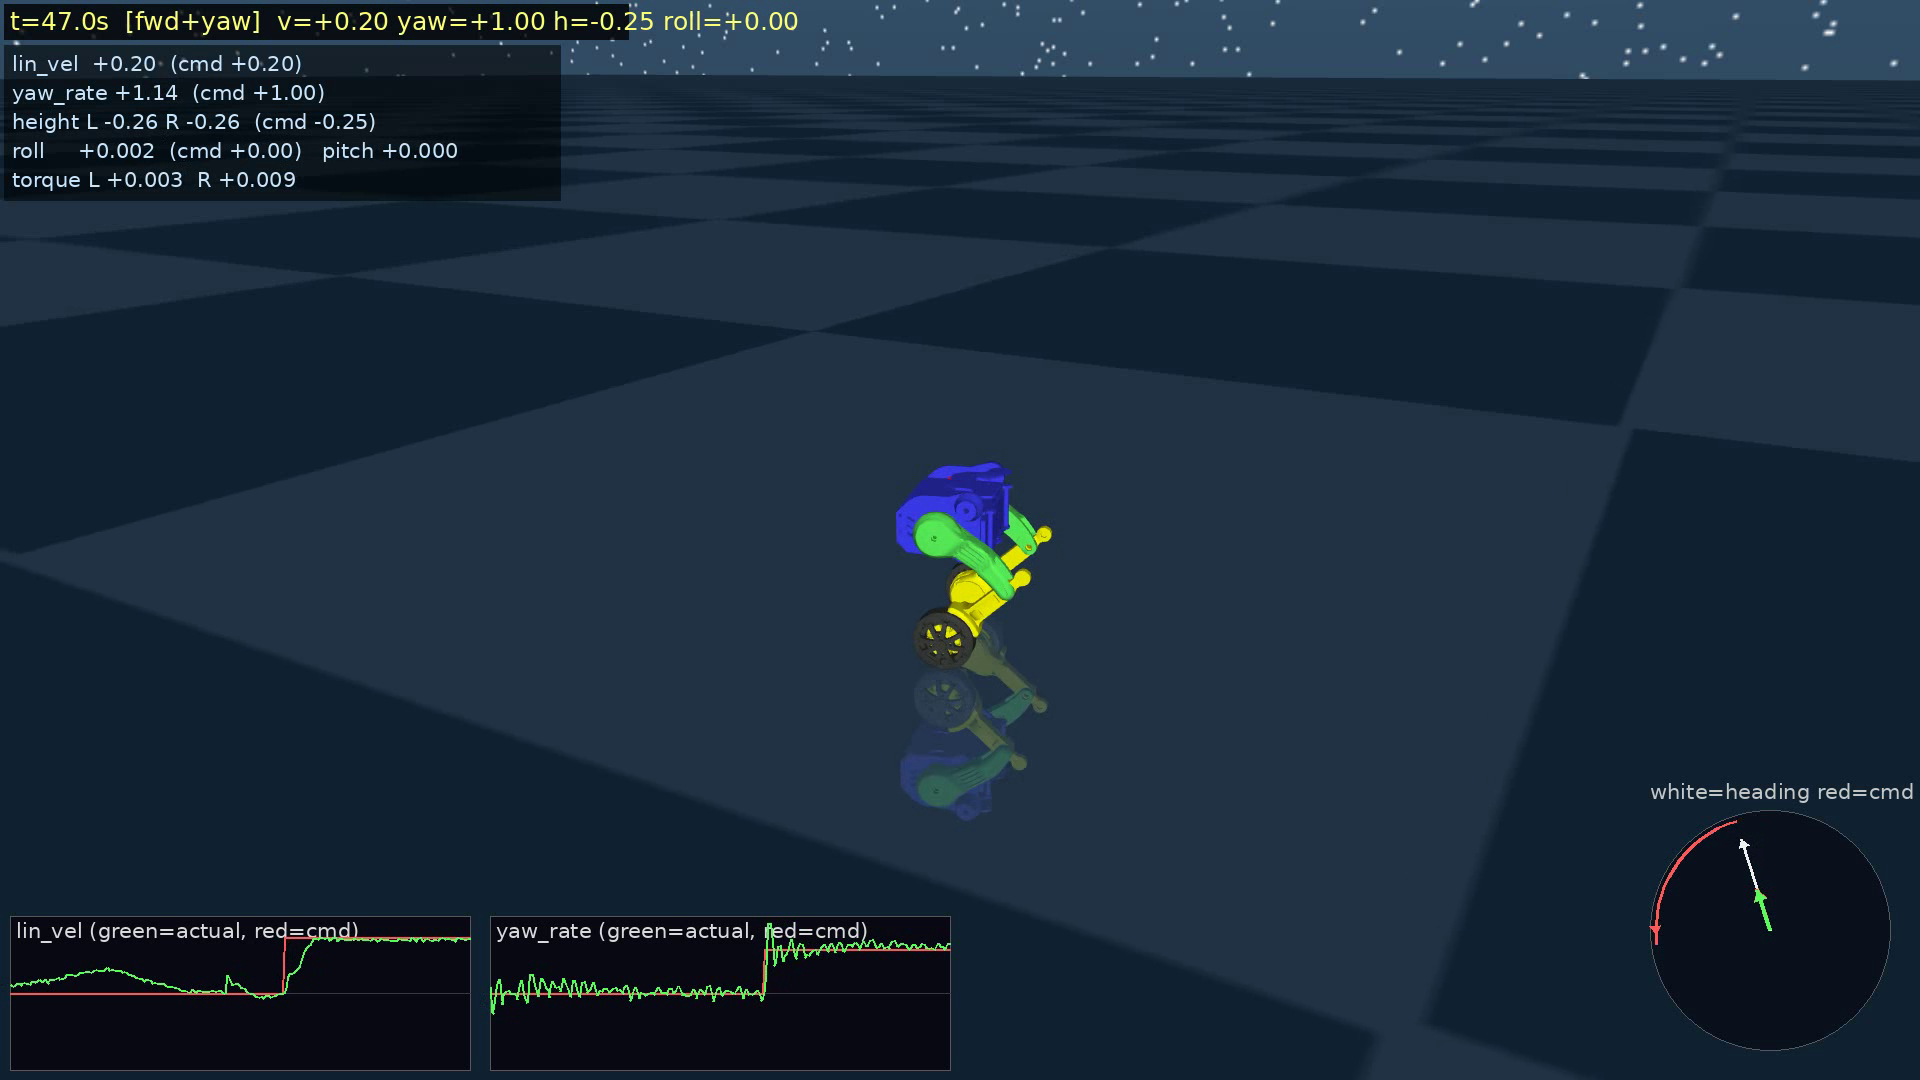 t=47.0s  [fwd+yaw]  v=+0.20 yaw=+1.00 h=-0.25 roll=+0.00
lin_vel  +0.20  (cmd +0.20)
yaw_rate +1.14  (cmd +1.00)
height L -0.26 R -0.26  (cmd -0.25)
roll     +0.002  (cmd +0.00)   pitch +0.000
torque L +0.003  R +0.009
white=heading red=cmd
lin_vel (green=actual, red=cmd)
yaw_rate (green=actual, red=cmd)